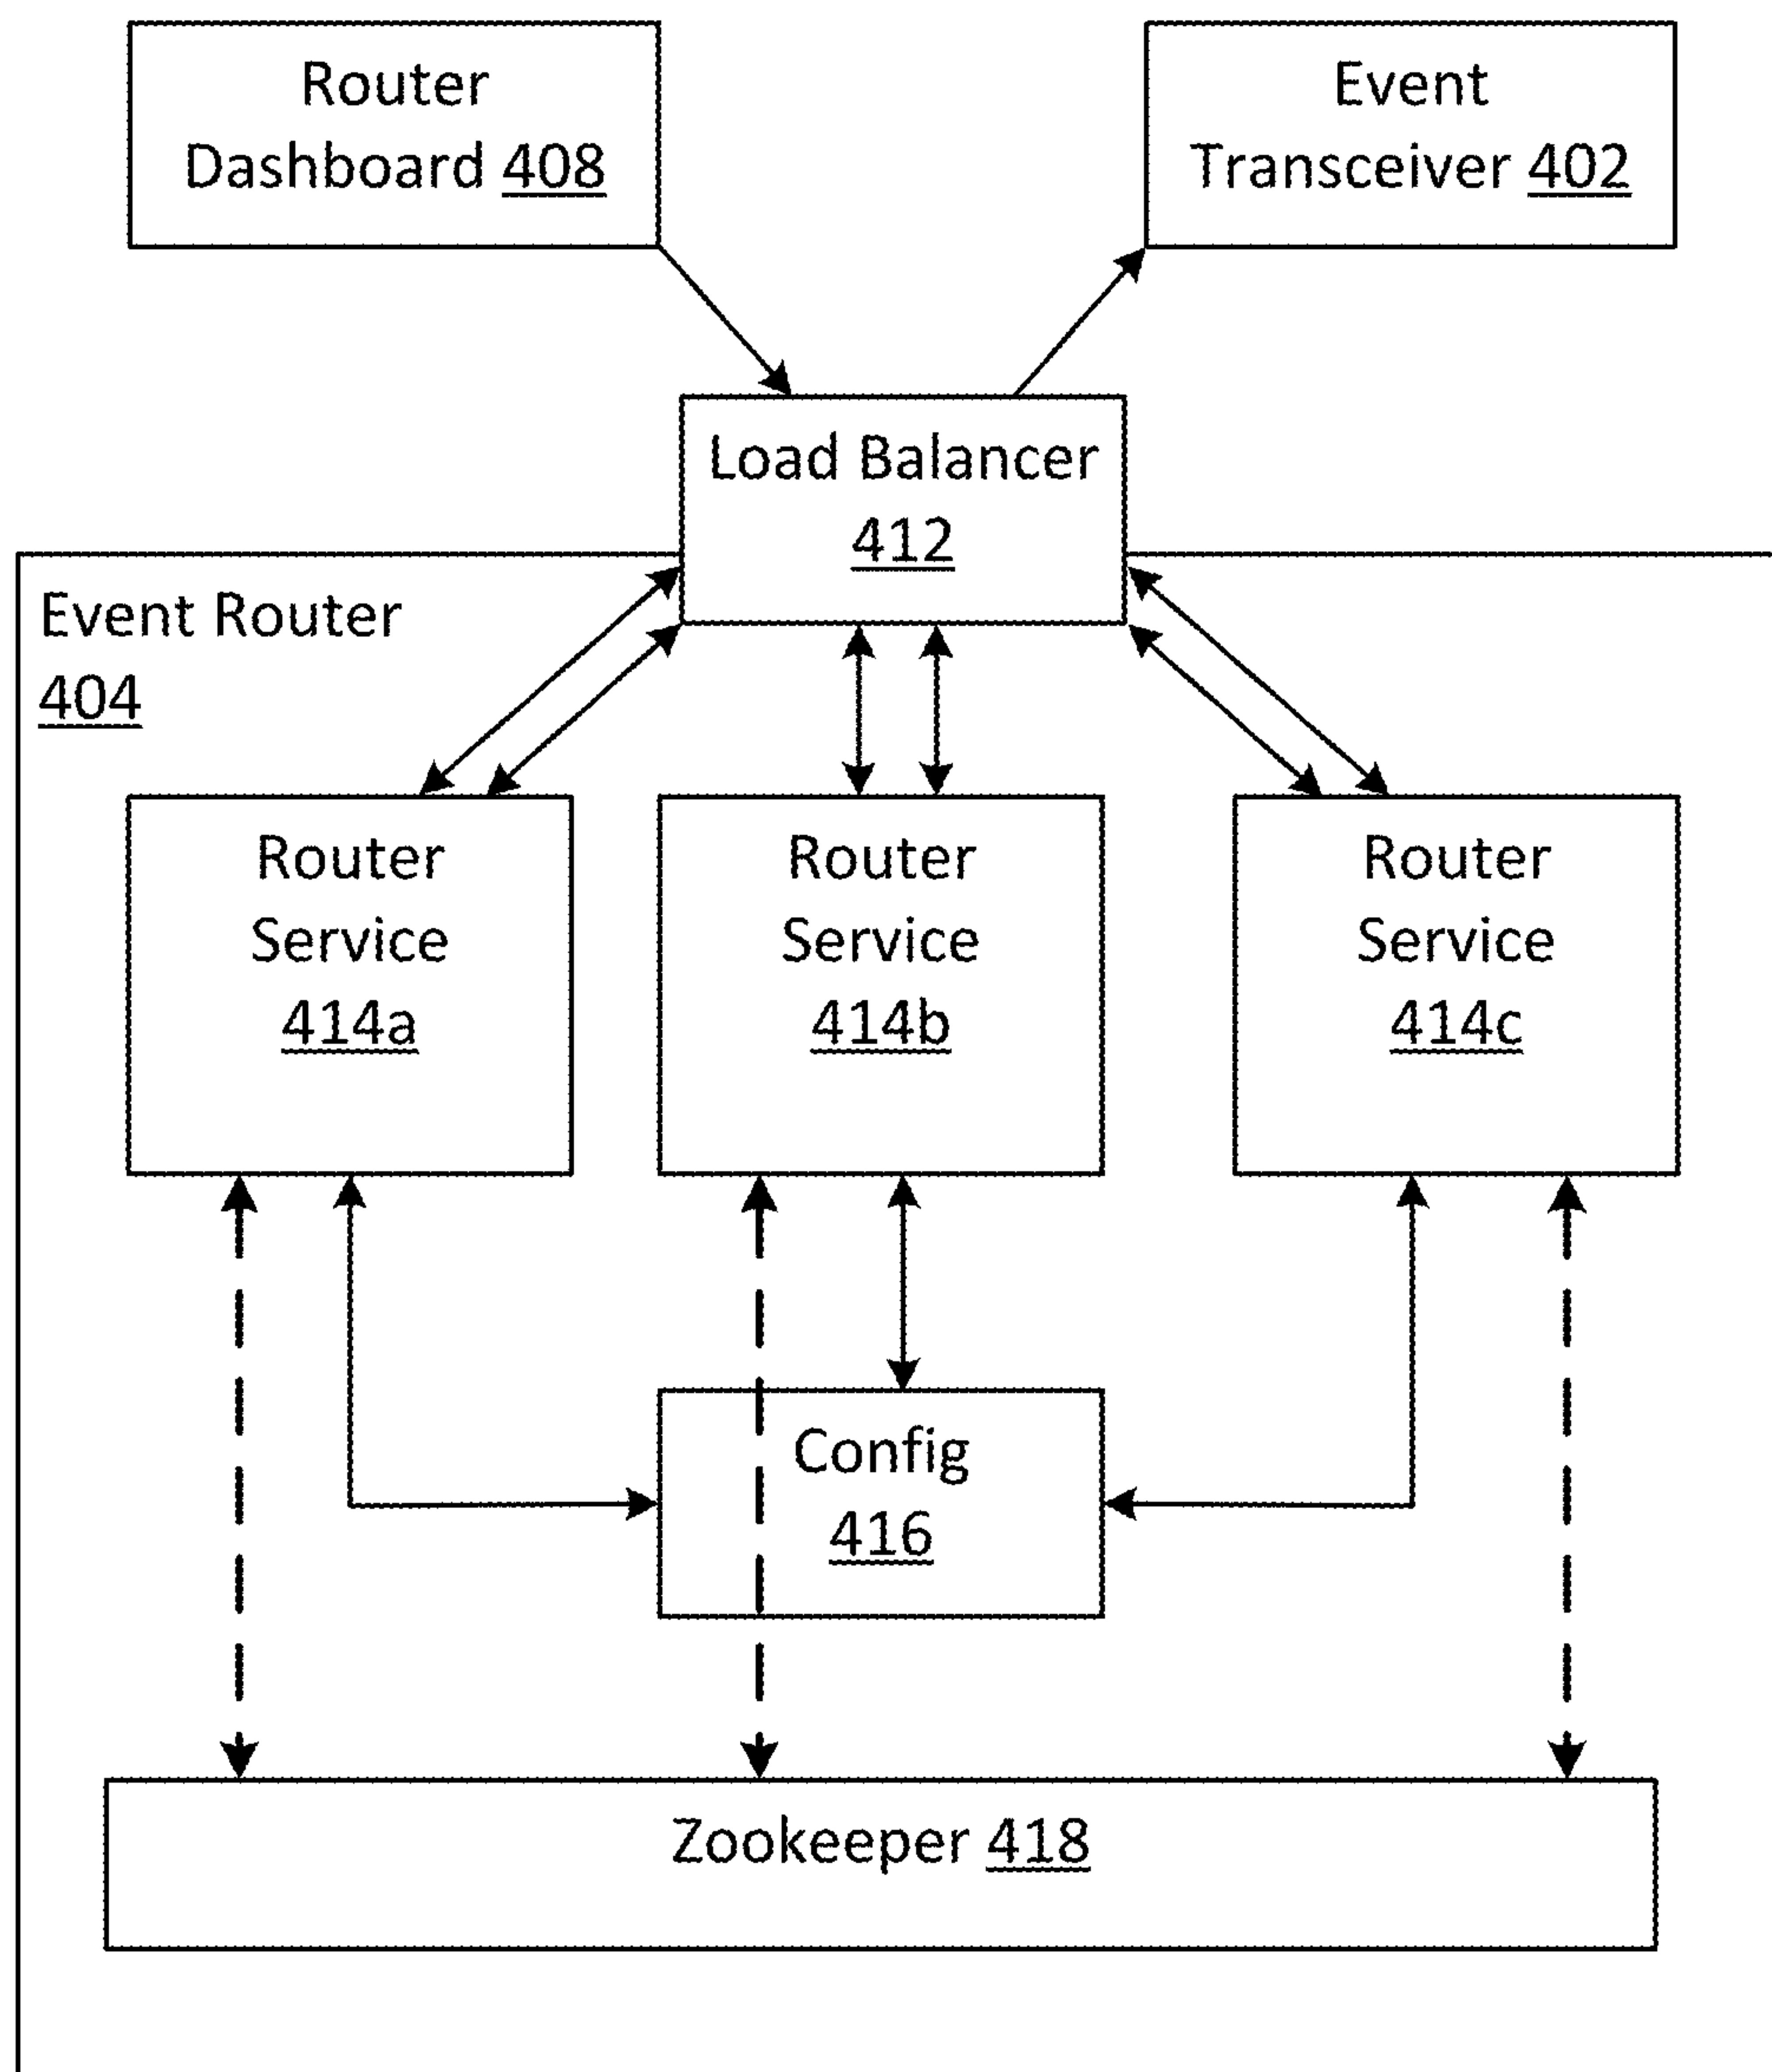 Router
Dashboard 408
Event
Transceiver 402
Load Balancer
412
Event Router
404
Router
Service
414a
Router
Service
414b
Router
Service
414c
Config
416
Zookeeper 418